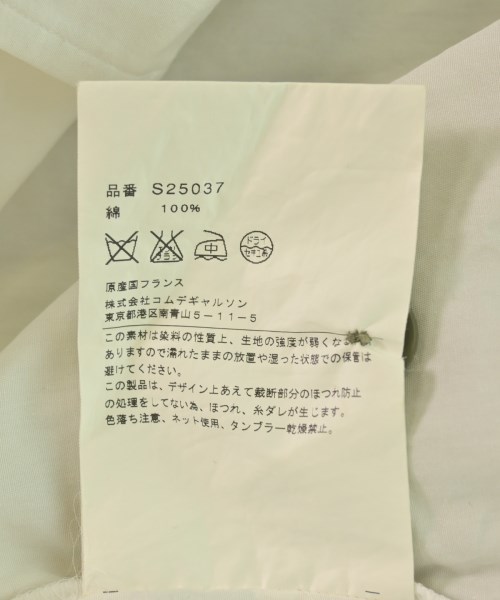 品番 S25037
綿 100%
エンソ サラシ
中
ドライ セキユ系
原産国フランス
株式会社コムデギャルソン
東京都港区南青山5-11-5
この素材は染料の性質上、生地の強度が弱くな
ありますので濡れたままの放置や湿った状態での保管は
避けてください。
この製品は、デザイン上あえて裁断部分のほつれ防止
の処理をしてない為、ほつれ、糸ダレが生じます。
色落ち注意、ネット使用、タンブラー乾燥禁止。